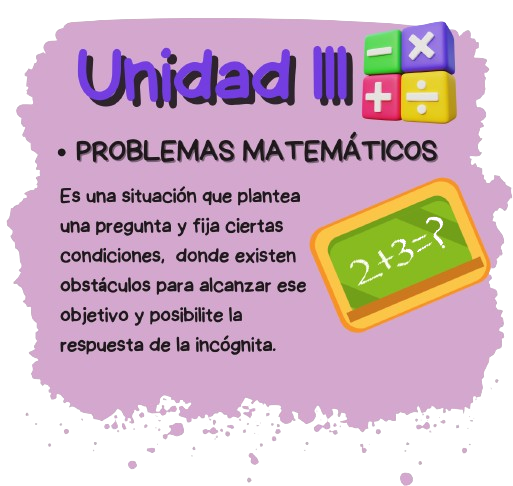 Unidad III
• PROBLEMAS MATEMÁTICOS
Es una situación que plantea
una pregunta y fija ciertas
condiciones, donde existen
obstáculos para alcanzar ese
objetivo y posibilite la
respuesta de la incógnita.
2+3=?